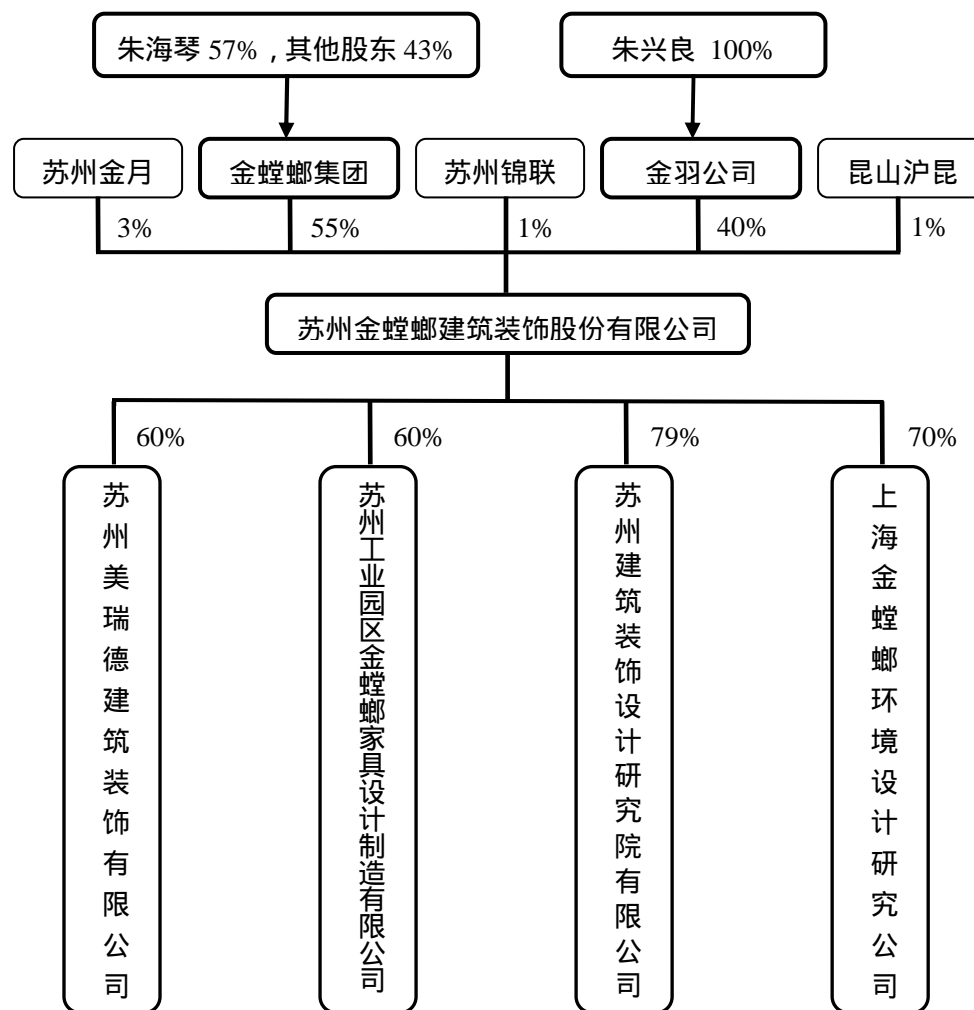 朱海琴 57% , 其他股东 43%
朱兴良 100%
苏州金月
金螳螂集团
苏州锦联
金羽公司
昆山沪昆
3%
55%
1%
40%
1%
苏州金螳螂建筑装饰股份有限公司
60%
60%
79%
70%
苏州美瑞德建筑装饰有限公司
苏州工业园区金螳螂家具设计制造有限公司
苏州建筑装饰设计研究院有限公司
上海金螳螂环境设计研究公司